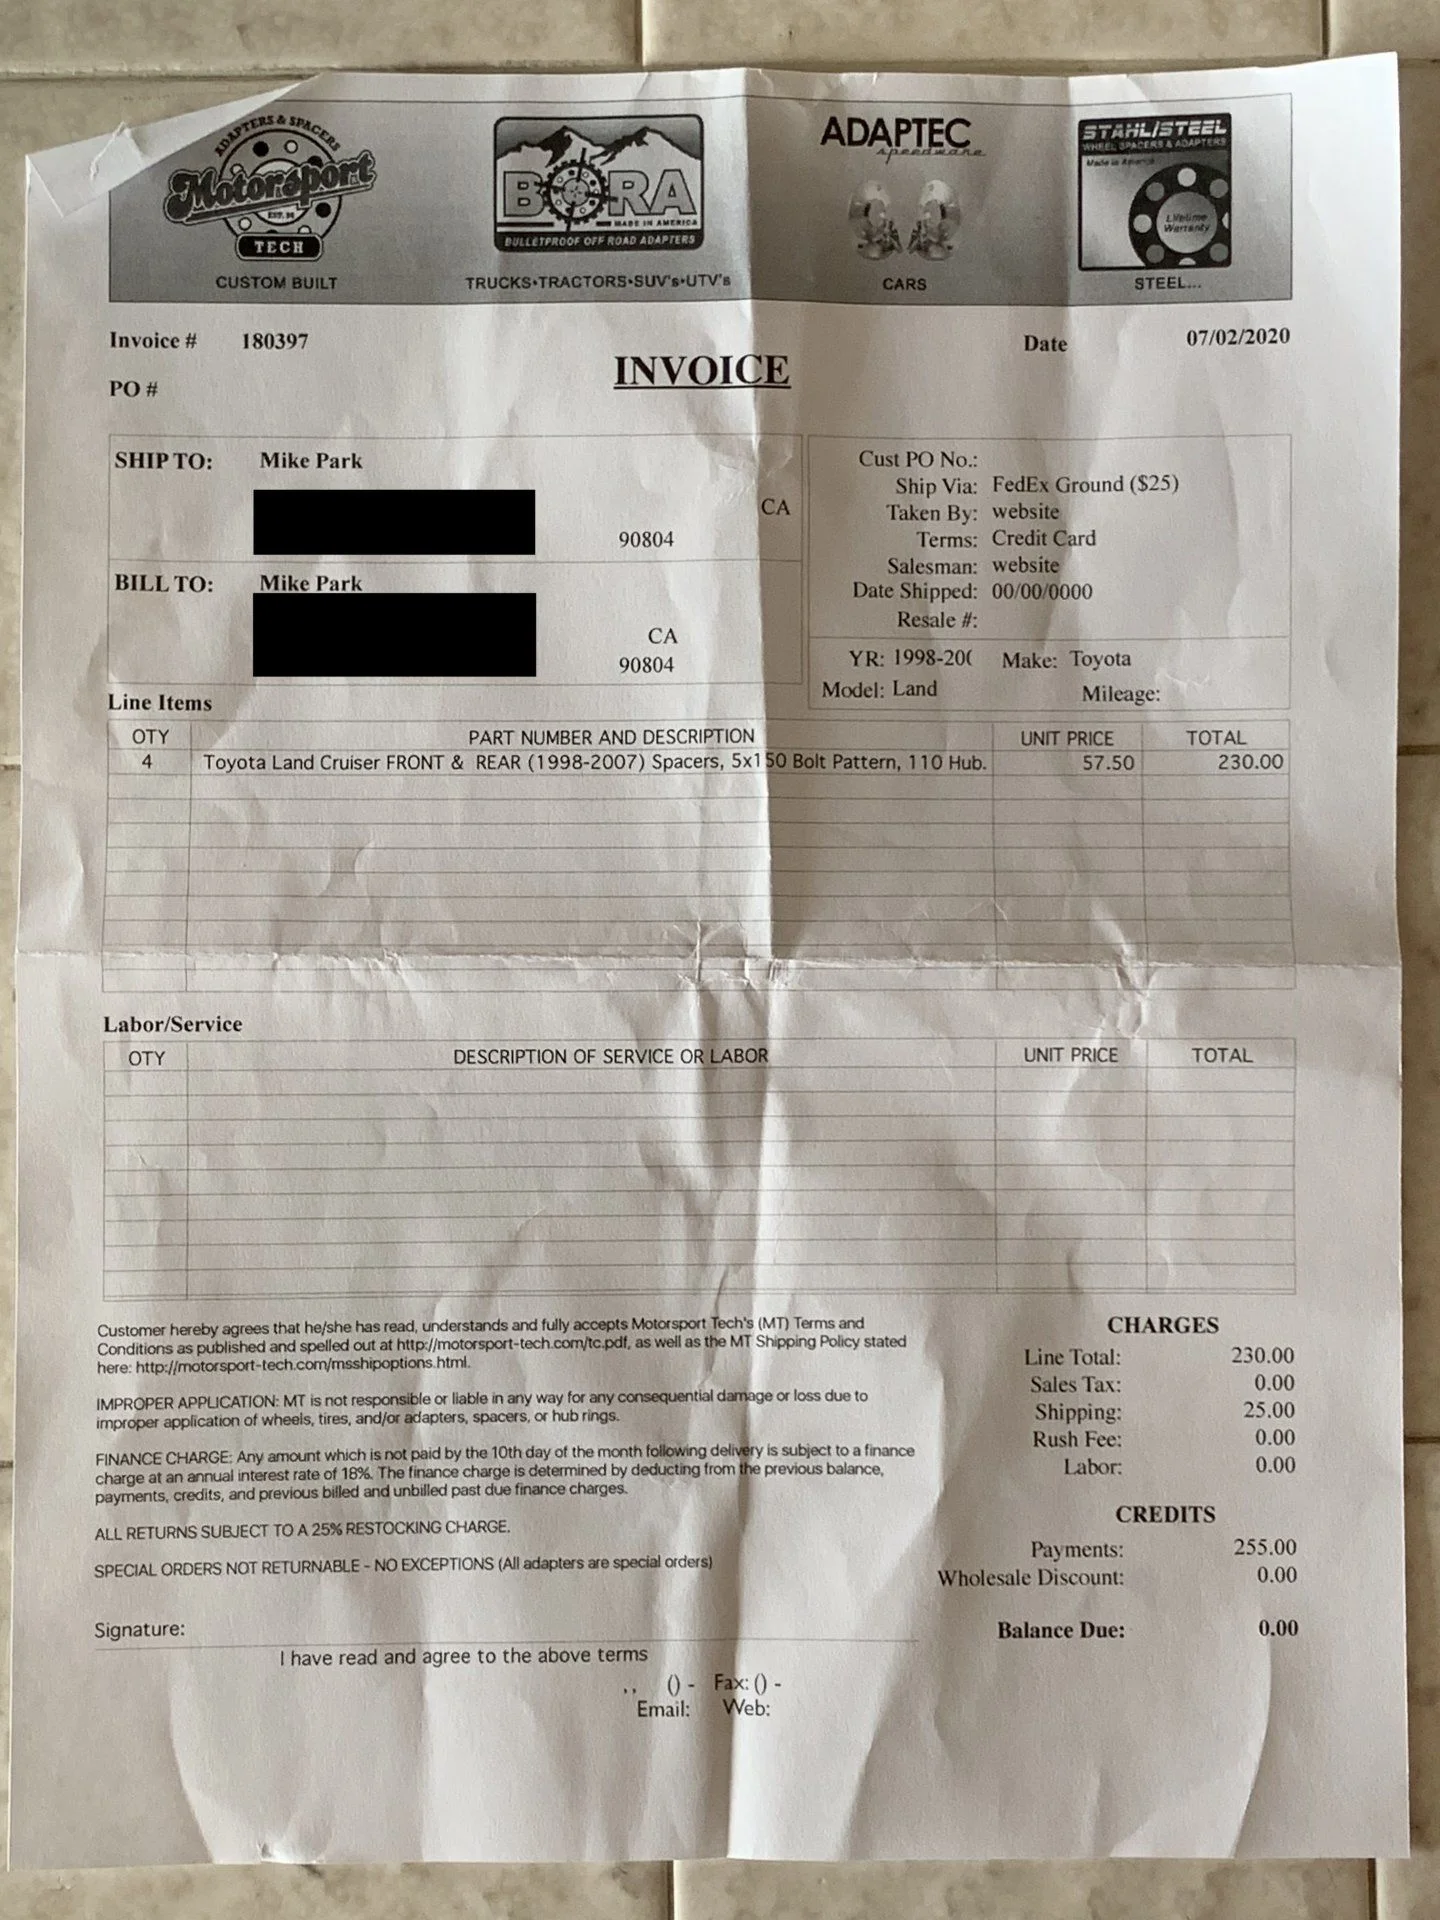 ADAPTERS & SPACERS
Motorsport
EST. 96
TECH
CUSTOM BUILT
BORA
MADE IN AMERICA
BULLETPROOF OFF ROAD ADAPTERS
TRUCKS•TRACTORS•SUV's•UTV's
ADAPTEC
speedware
CARS
STAHL/STEEL
WHEEL SPACERS & ADAPTERS
Made in America
Lifetime
Warranty
STEEL...
Invoice # 180397
Date 07/02/2020
INVOICE
PO #
SHIP TO: Mike Park
CA
90804
BILL TO: Mike Park
CA
90804
Cust PO No.:
Ship Via: FedEx Ground ($25)
Taken By: website
Terms: Credit Card
Salesman: website
Date Shipped: 00/00/0000
Resale #:
YR: 1998-20( Make: Toyota
Model: Land Mileage:
Line Items
QTY PART NUMBER AND DESCRIPTION UNIT PRICE TOTAL
4 Toyota Land Cruiser FRONT & REAR (1998-2007) Spacers, 5x150 Bolt Pattern, 110 Hub. 57.50 230.00
Labor/Service
QTY DESCRIPTION OF SERVICE OR LABOR UNIT PRICE TOTAL
Customer hereby agrees that he/she has read, understands and fully accepts Motorsport Tech's (MT) Terms and
Conditions as published and spelled out at http://motorsport-tech.com/tc.pdf, as well as the MT Shipping Policy stated
here: http://motorsport-tech.com/msshipoptions.html.
IMPROPER APPLICATION: MT is not responsible or liable in any way for any consequential damage or loss due to
improper application of wheels, tires, and/or adapters, spacers, or hub rings.
FINANCE CHARGE: Any amount which is not paid by the 10th day of the month following delivery is subject to a finance
charge at an annual interest rate of 18%. The finance charge is determined by deducting from the previous balance,
payments, credits, and previous billed and unbilled past due finance charges.
ALL RETURNS SUBJECT TO A 25% RESTOCKING CHARGE.
SPECIAL ORDERS NOT RETURNABLE - NO EXCEPTIONS (All adapters are special orders)
CHARGES
Line Total: 230.00
Sales Tax: 0.00
Shipping: 25.00
Rush Fee: 0.00
Labor: 0.00
CREDITS
Payments: 255.00
Wholesale Discount: 0.00
Balance Due: 0.00
Signature:
I have read and agree to the above terms
, , () - Fax: () -
Email: Web: